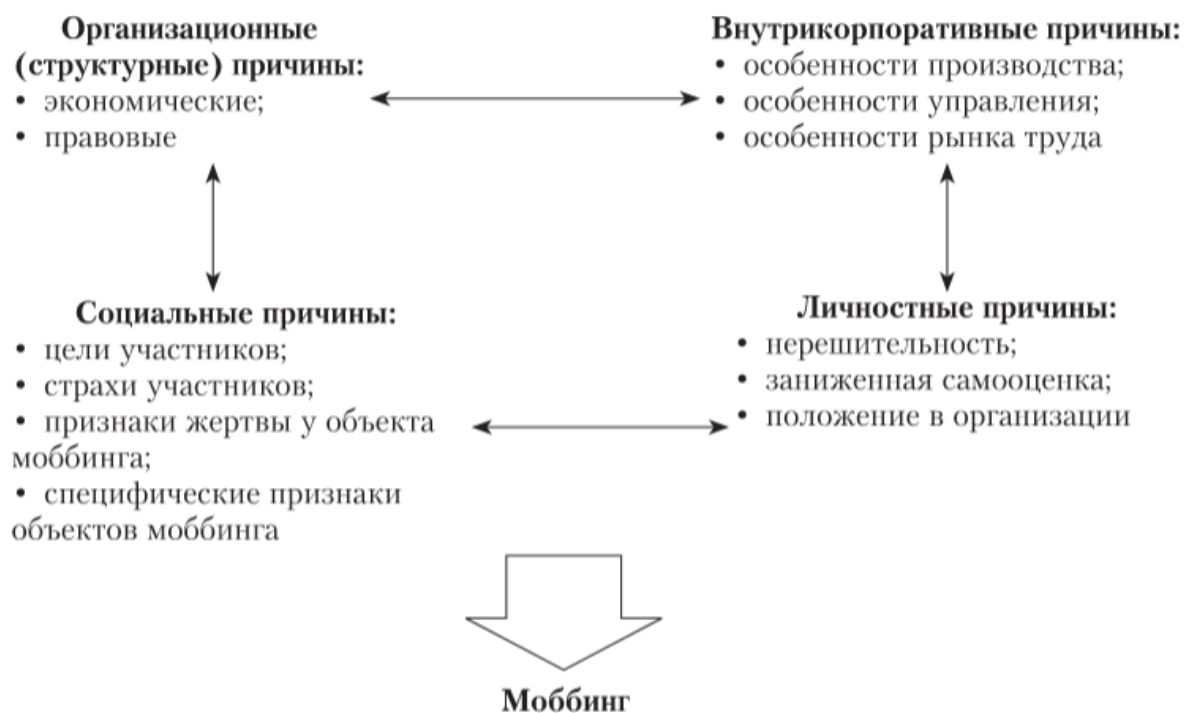 Организационные
(структурные) причины:
• экономические;
• правовые
Внутрикорпоративные причины:
• особенности производства;
• особенности управления;
• особенности рынка труда
Социальные причины:
• цели участников;
• страхи участников;
• признаки жертвы у объекта
моббинга;
• специфические признаки
объектов моббинга
Личностные причины:
• нерешительность;
• заниженная самооценка;
• положение в организации
Моббинг